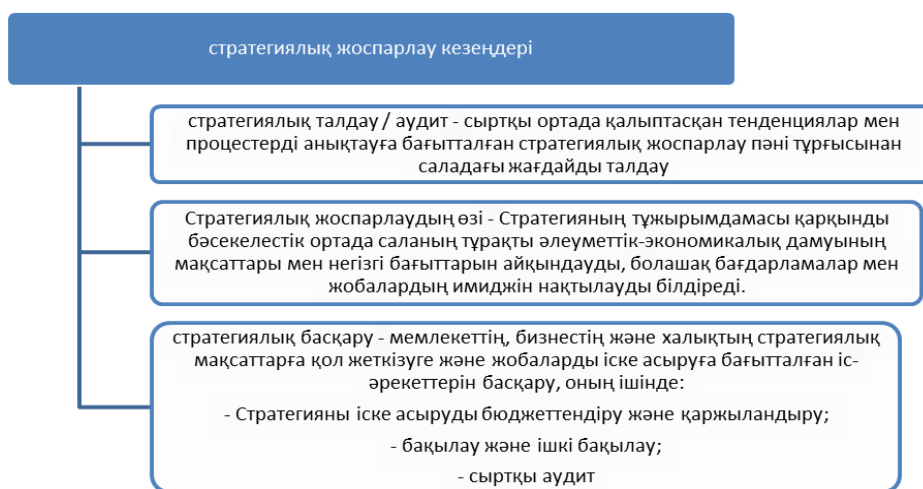 стратегиялық жоспарлау кезеңдері
стратегиялық талдау / аудит - сыртқы ортада қалыптасқан тенденциялар мен
процестерді анықтауға бағытталған стратегиялық жоспарлау пәні тұрғысынан
саладағы жағдайды талдау
Стратегиялық жоспарлаудың өзі - Стратегияның тұжырымдамасы қарқынды
бәсекелестік ортада саланың тұрақты әлеуметтік-экономикалық дамуының
мақсаттары мен негізгі бағыттарын айқындауды, болашақ бағдарламалар мен
жобалардың имиджін нақтылауды білдіреді.
стратегиялық басқару - мемлекеттің, бизнестің және халықтың стратегиялық
мақсаттарға қол жеткізуге және жобаларды іске асыруға бағытталған іс-
әрекеттерін басқару, оның ішінде:
- Стратегияны іске асыруды бюджеттендіру және қаржыландыру;
- бақылау және ішкі бақылау;
- сыртқы аудит